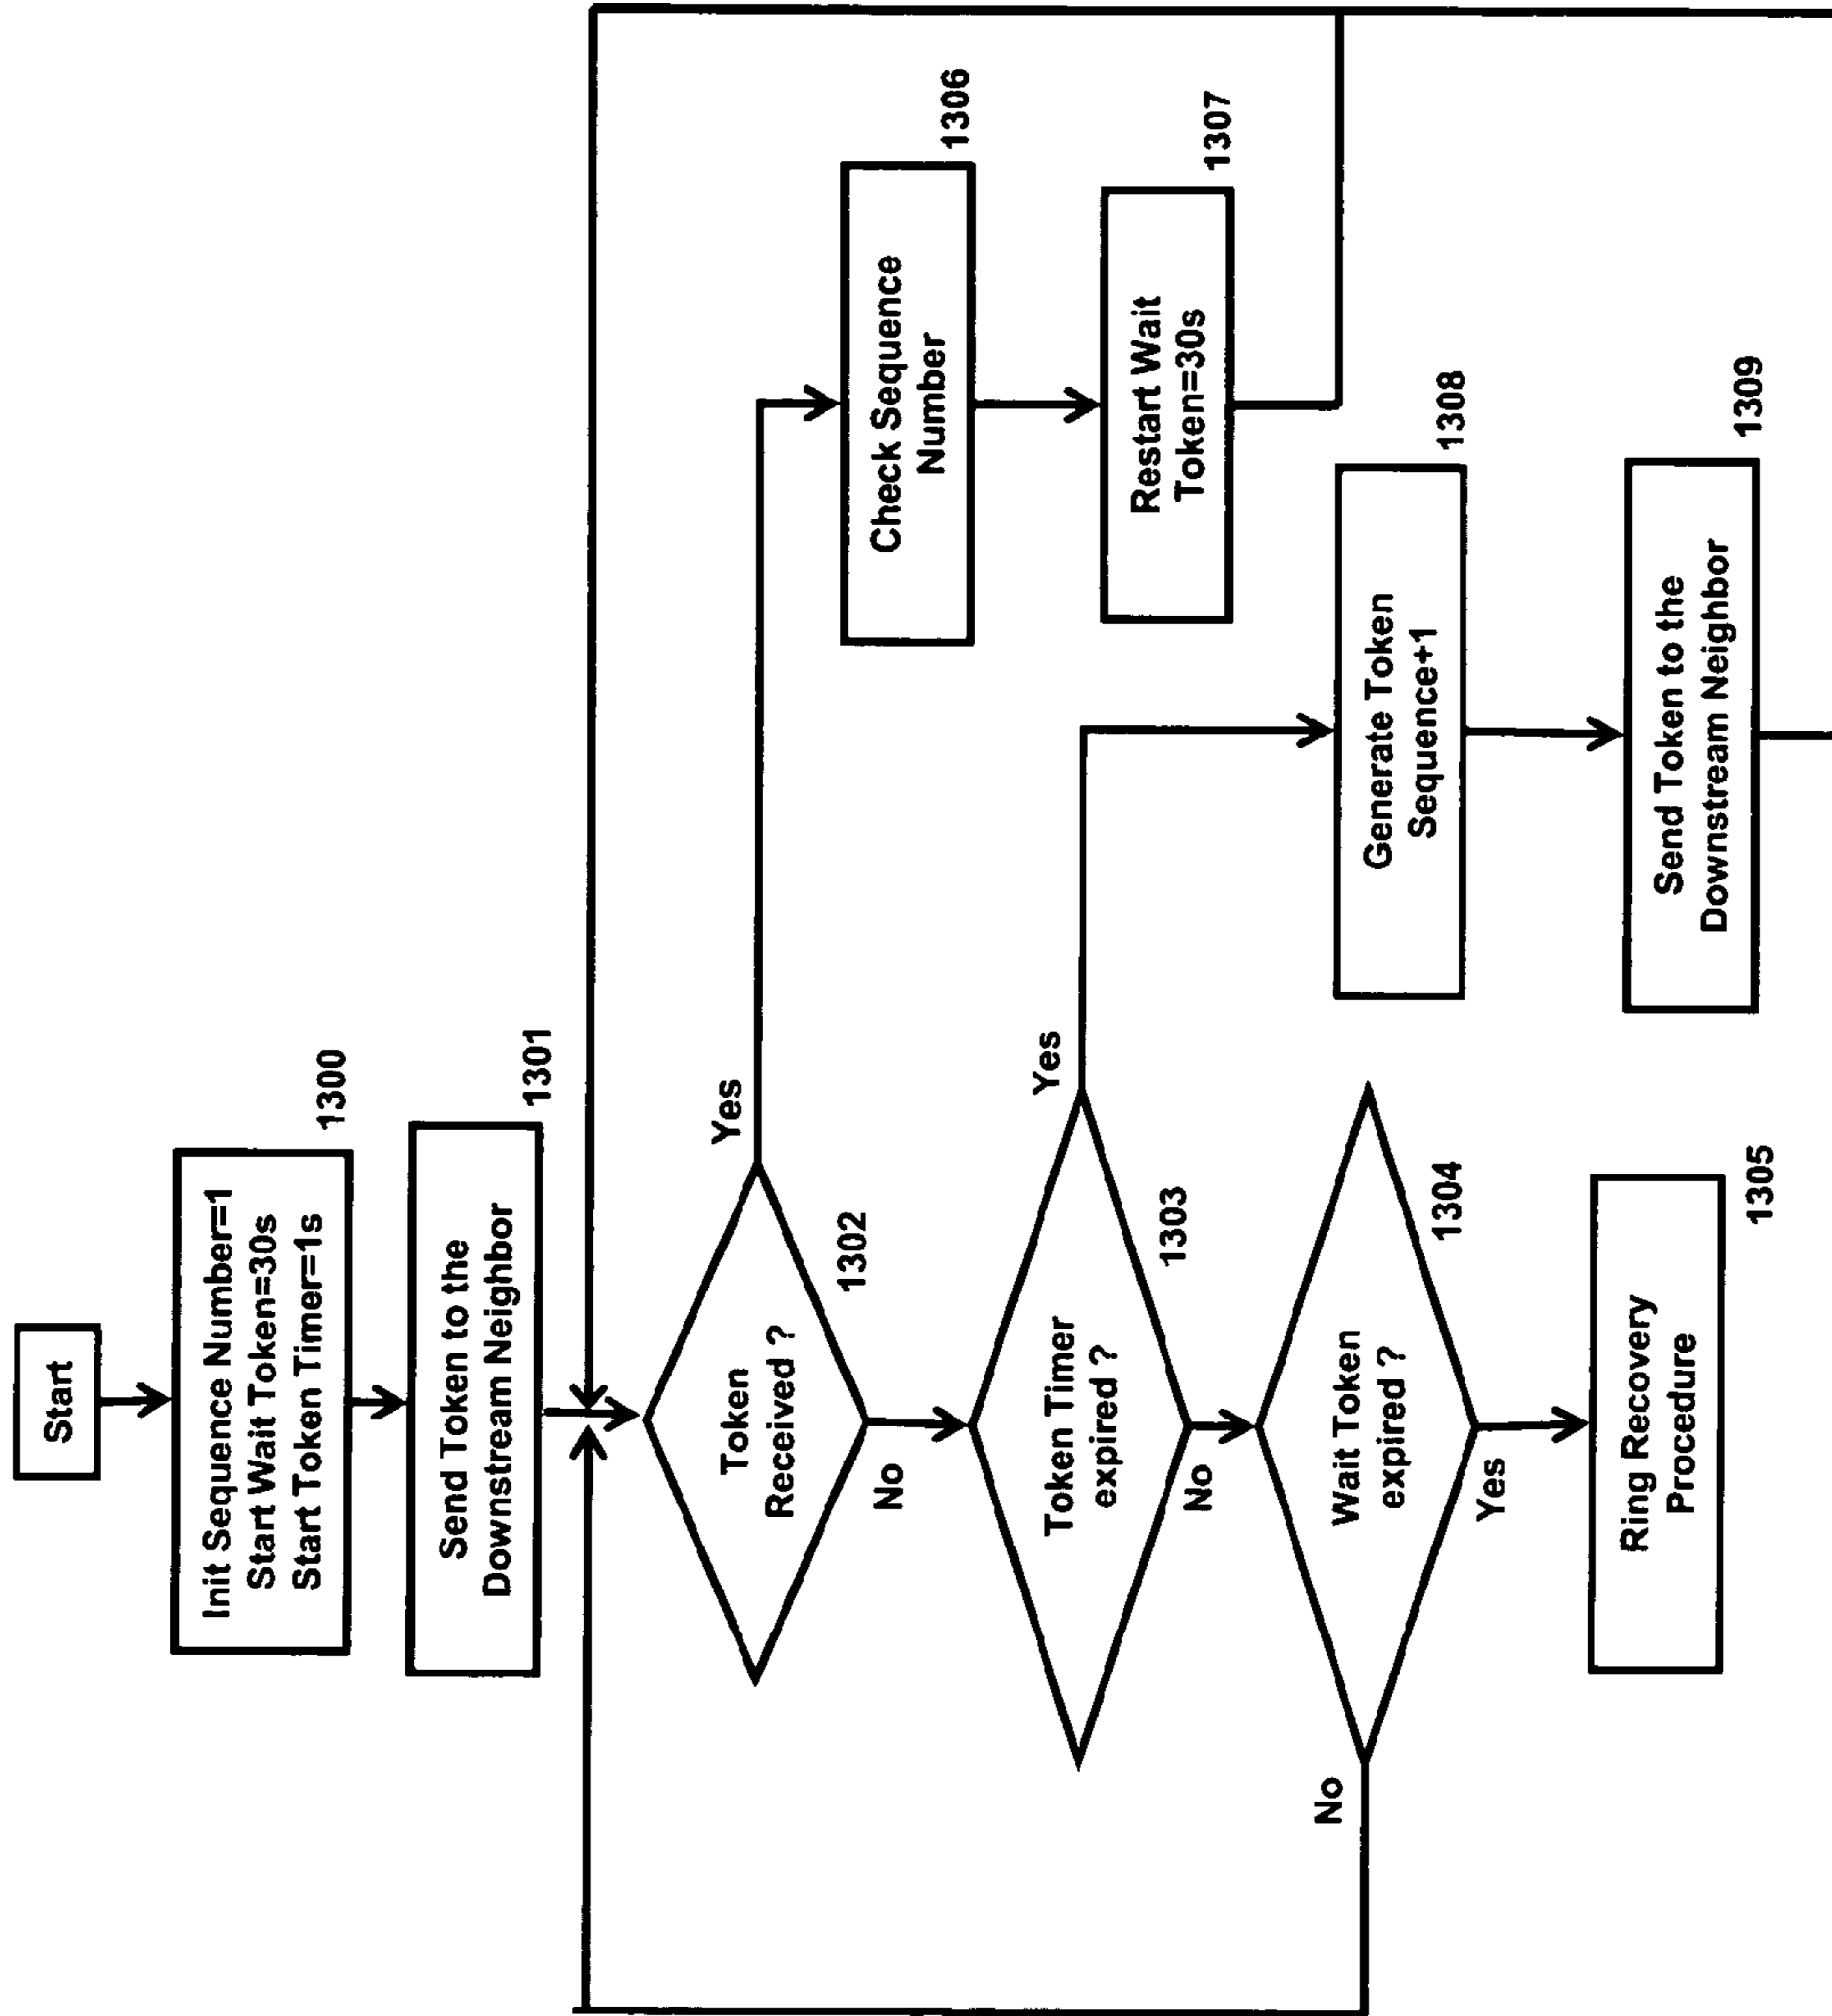 Start
Init Sequence Number=1
Start Wait Token=30s
Start Token Timer=1s
1300
Send Token to the
Downstream Neighbor
1301
Token
Received ?
1302
Yes
No
Check Sequence
Number
1306
Restart Wait
Token=30s
1307
Token Timer
expired ?
1303
Yes
No
Generate Token
Sequence+1
1308
Send Token to the
Downstream Neighbor
1309
Wait Token
expired ?
1304
No
Yes
Ring Recovery
Procedure
1305